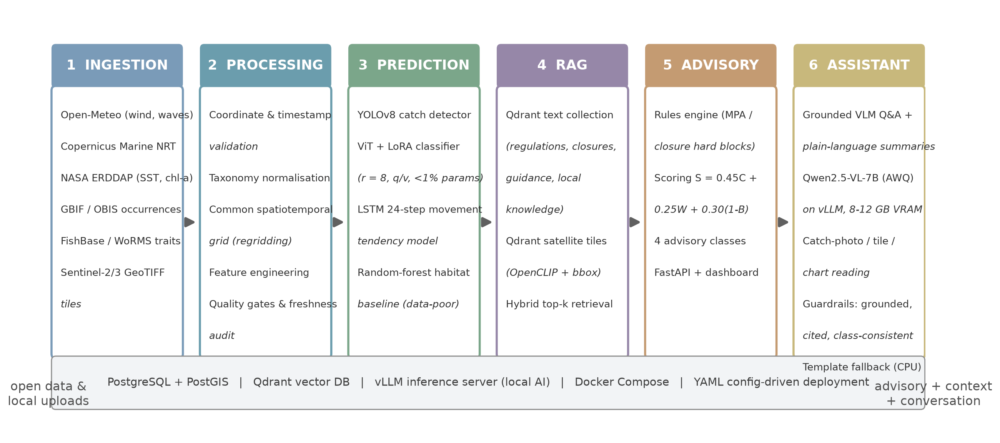 1 INGESTION
Open-Meteo (wind, waves)
Copernicus Marine NRT
NASA ERDDAP (SST, chl-a)
GBIF / OBIS occurrences
FishBase / WoRMS traits
Sentinel-2/3 GeoTIFF
tiles
2 PROCESSING
Coordinate & timestamp
validation
Taxonomy normalisation
Common spatiotemporal
grid (regridding)
Feature engineering
Quality gates & freshness
audit
3 PREDICTION
YOLOv8 catch detector
ViT + LoRA classifier
(r = 8, q/v, <1% params)
LSTM 24-step movement
tendency model
Random-forest habitat
baseline (data-poor)
4 RAG
Qdrant text collection
(regulations, closures,
guidance, local
knowledge)
Qdrant satellite tiles
(OpenCLIP + bbox)
Hybrid top-k retrieval
5 ADVISORY
Rules engine (MPA /
closure hard blocks)
Scoring S = 0.45C +
0.25W + 0.30(1-B)
4 advisory classes
FastAPI + dashboard
6 ASSISTANT
Grounded VLM Q&A +
plain-language summaries
Qwen2.5-VL-7B (AWQ)
on vLLM, 8-12 GB VRAM
Catch-photo / tile /
chart reading
Guardrails: grounded,
cited, class-consistent
Template fallback (CPU)
open data &
local uploads
PostgreSQL + PostGIS | Qdrant vector DB | vLLM inference server (local AI) | Docker Compose | YAML config-driven deployment
advisory + context
+ conversation